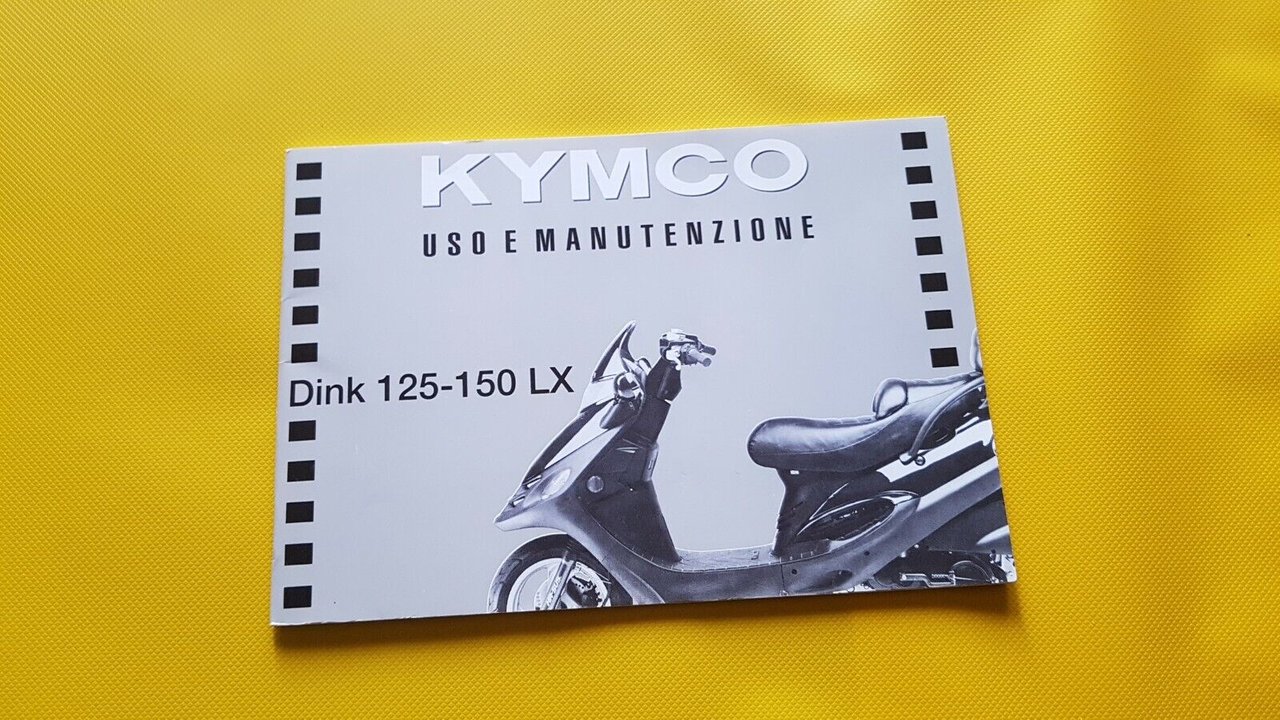 KYMCO
USO E MANUTENZIONE
Dink 125-150 LX